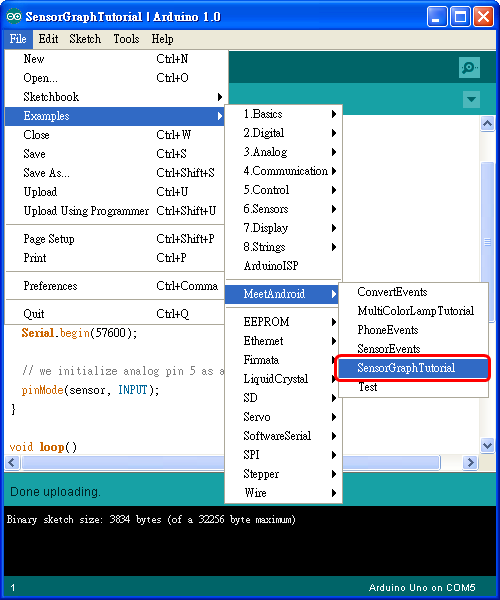 SensorGraphTutorial | Arduino 1.0
File Edit Sketch Tools Help
New Ctrl+N
Open... Ctrl+O
Sketchbook
Examples
Close Ctrl+W
Save Ctrl+S
Save As... Ctrl+Shift+S
Upload Ctrl+U
Upload Using Programmer Ctrl+Shift+U
Page Setup Ctrl+Shift+P
Print Ctrl+P
Preferences Ctrl+Comma
Quit Ctrl+Q
1.Basics
2.Digital
3.Analog
4.Communication
5.Control
6.Sensors
7.Display
8.Strings
ArduinoISP
MeetAndroid
EEPROM
Ethernet
Firmata
LiquidCrystal
SD
Servo
SoftwareSerial
SPI
Stepper
Wire
ConvertEvents
MultiColorLampTutorial
PhoneEvents
SensorEvents
SensorGraphTutorial
Test
Serial.begin(57600);
// we initialize analog pin 5 as a
pinMode(sensor, INPUT);
}
void loop()
Done uploading.
Binary sketch size: 3834 bytes (of a 32256 byte maximum)
1 Arduino Uno on COM5